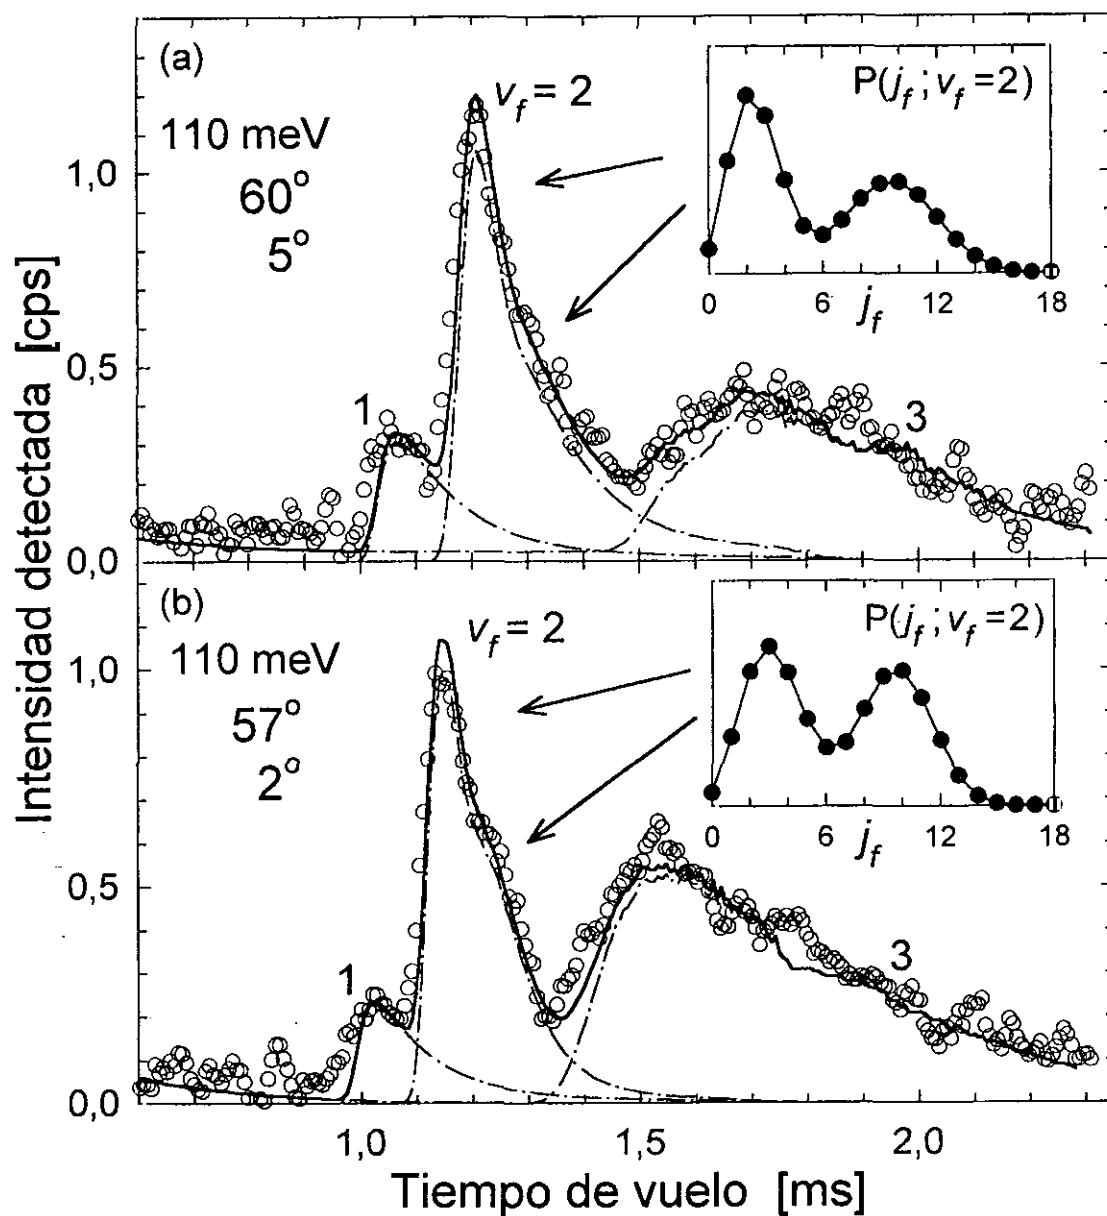 (a)
110 meV
60°
5°
v_f = 2
1
3
P(j_f ; v_f = 2)
0 6 12 18
j_f
1,0
0,5
0,0
(b)
110 meV
57°
2°
v_f = 2
1
3
P(j_f ; v_f = 2)
0 6 12 18
j_f
1,0
0,5
0,0
1,0 1,5 2,0
Intensidad detectada [cps]
Tiempo de vuelo [ms]